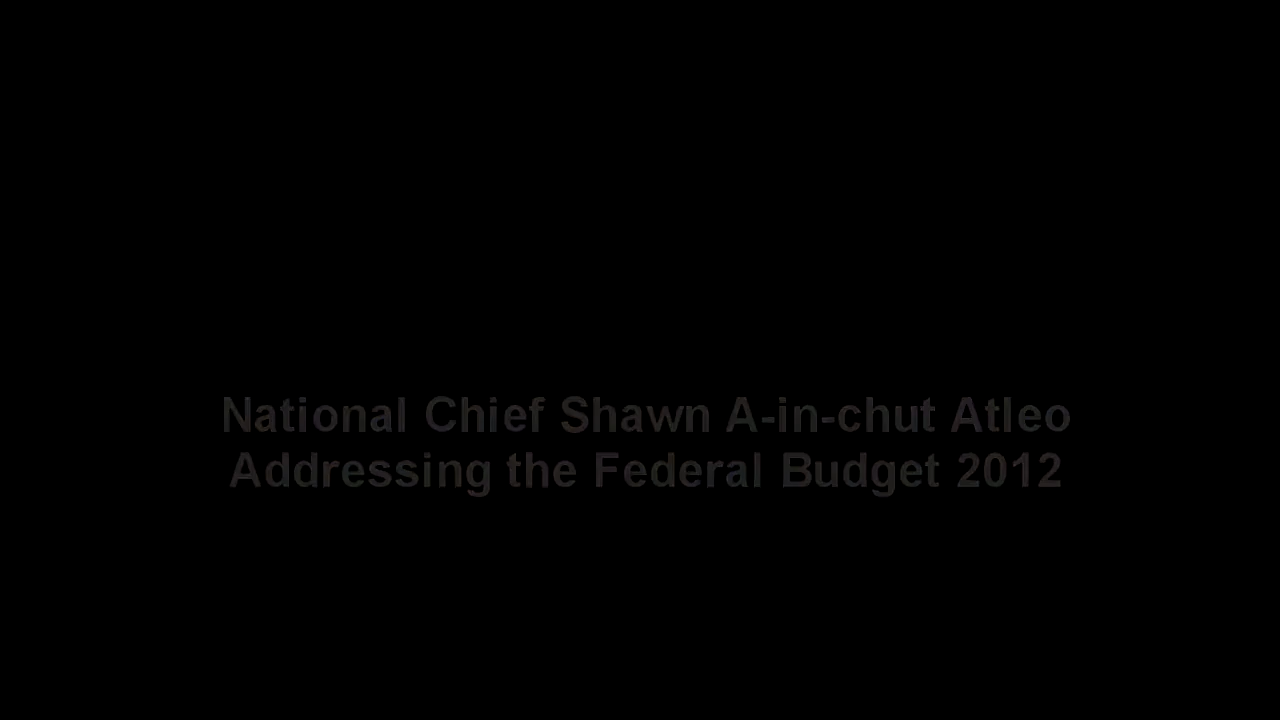 National Chief Shawn A-in-chut Atleo
Addressing the Federal Budget 2012